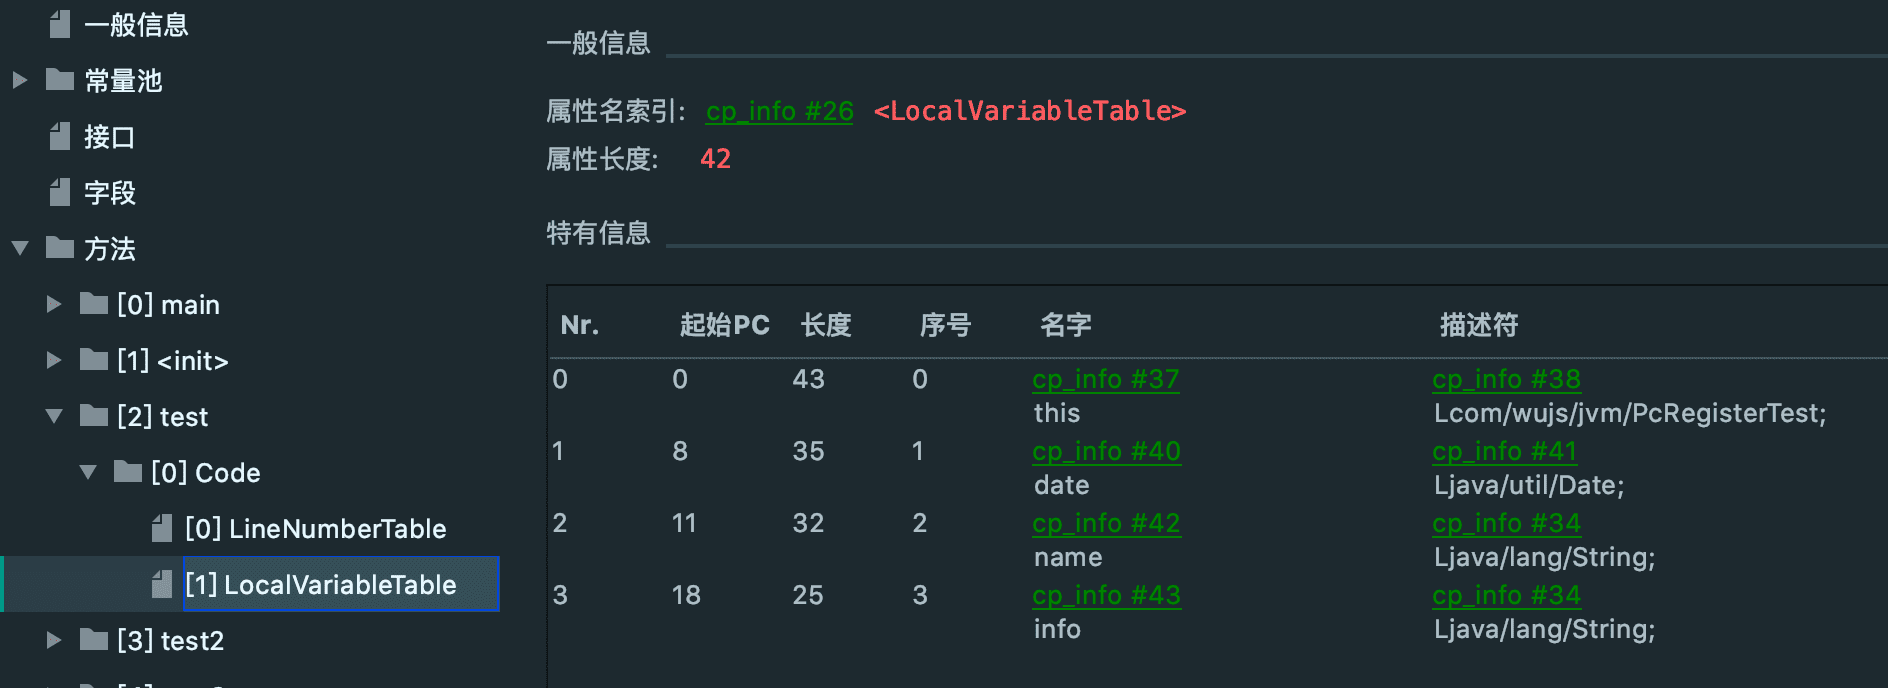 一般信息
常量池
接口
字段
方法
[0] main
[1] <init>
[2] test
[0] Code
[0] LineNumberTable
[1] LocalVariableTable
[3] test2
一般信息
属性名索引: cp_info #26 <LocalVariableTable>
属性长度: 42
特有信息
Nr. 起始PC 长度 序号 名字 描述符
0 0 43 0 cp_info #37 cp_info #38
this Lcom/wujs/jvm/PcRegisterTest;
1 8 35 1 cp_info #40 cp_info #41
date Ljava/util/Date;
2 11 32 2 cp_info #42 cp_info #34
name Ljava/lang/String;
3 18 25 3 cp_info #43 cp_info #34
info Ljava/lang/String;